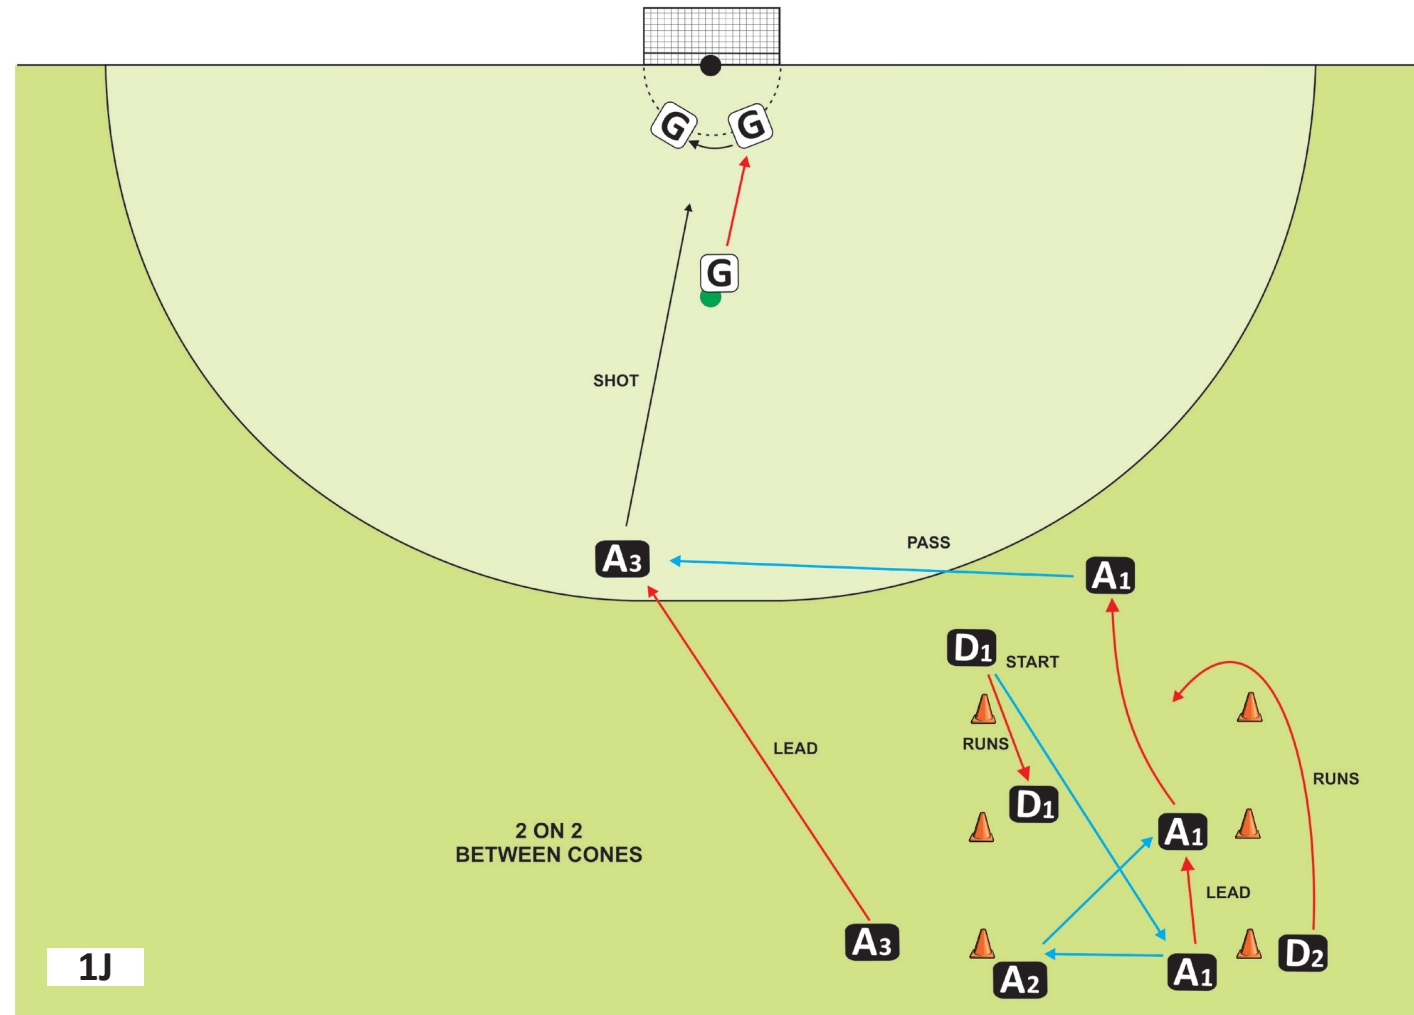 G
G
G
SHOT
PASS
A3
A1
D1
START
RUNS
LEAD
RUNS
D1
2 ON 2
BETWEEN CONES
A1
LEAD
A3
D2
A2
A1
1J